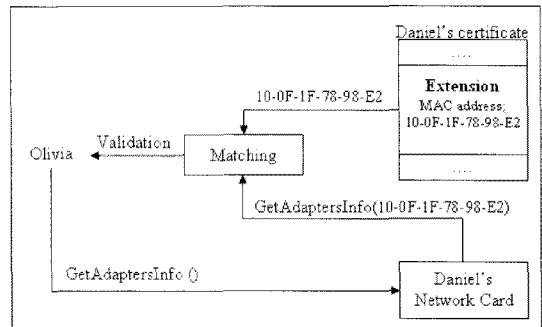 Daniel's certificate
....
Extension
MAC address;
10-0F-1F-78-98-E2
....
10-0F-1F-78-98-E2
Validation
Olivia
Matching
GetAdaptersInfo(10-0F-1F-78-98-E2)
GetAdaptersInfo ()
Daniel's
Network Card